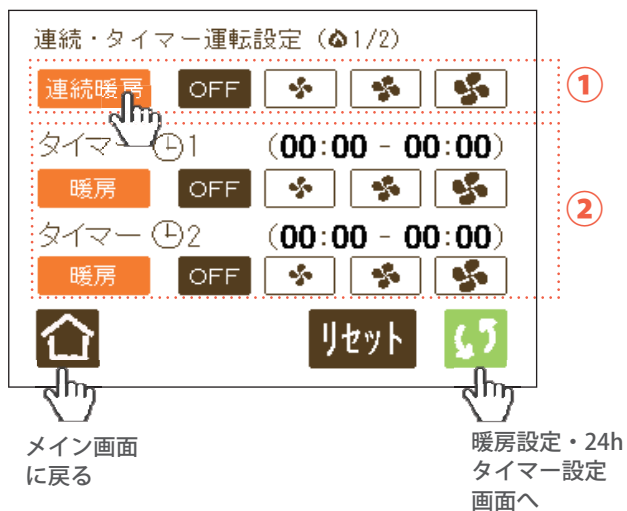 連続・タイマー運転設定（1/2）
連続暖房 OFF
①
タイマー 1 （00:00 - 00:00）
暖房 OFF
②
タイマー 2 （00:00 - 00:00）
暖房 OFF
リセット
メイン画面
に戻る
暖房設定・24h
タイマー設定
画面へ